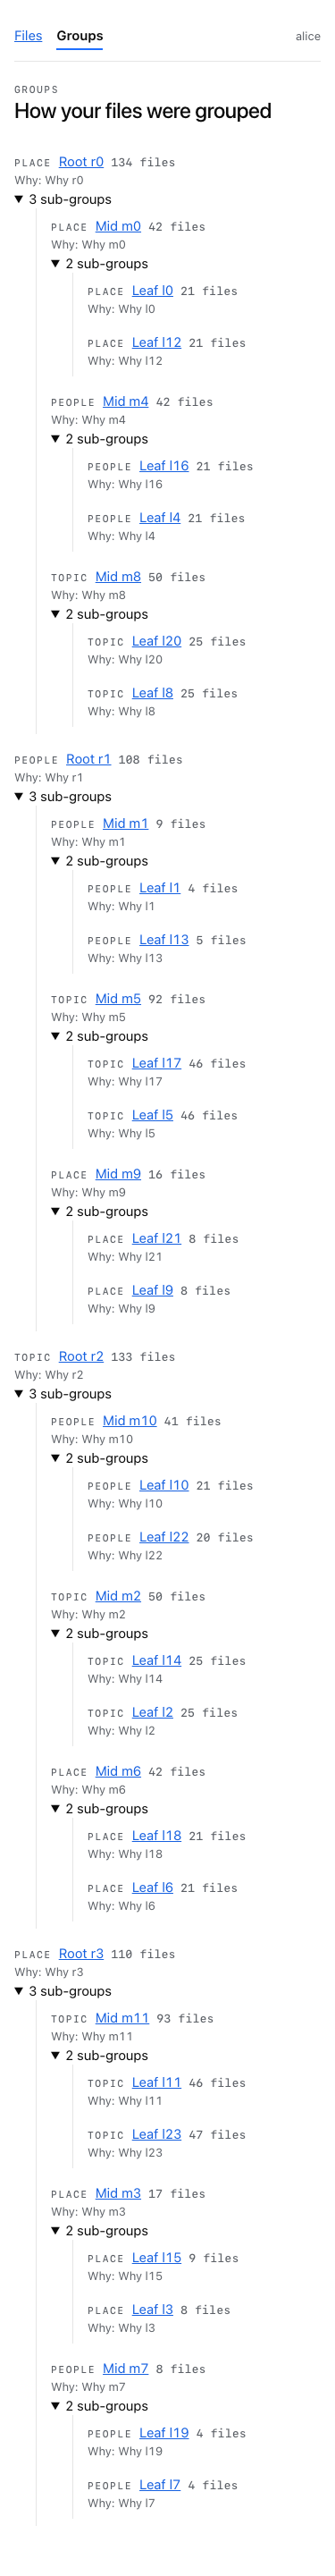 Files Groups alice
GROUPS
How your files were grouped
PLACE Root r0 134 files
Why: Why r0
▼ 3 sub-groups
PLACE Mid m0 42 files
Why: Why m0
▼ 2 sub-groups
PLACE Leaf l0 21 files
Why: Why l0
PLACE Leaf l12 21 files
Why: Why l12
PEOPLE Mid m4 42 files
Why: Why m4
▼ 2 sub-groups
PEOPLE Leaf l16 21 files
Why: Why l16
PEOPLE Leaf l4 21 files
Why: Why l4
TOPIC Mid m8 50 files
Why: Why m8
▼ 2 sub-groups
TOPIC Leaf l20 25 files
Why: Why l20
TOPIC Leaf l8 25 files
Why: Why l8
PEOPLE Root r1 108 files
Why: Why r1
▼ 3 sub-groups
PEOPLE Mid m1 9 files
Why: Why m1
▼ 2 sub-groups
PEOPLE Leaf l1 4 files
Why: Why l1
PEOPLE Leaf l13 5 files
Why: Why l13
TOPIC Mid m5 92 files
Why: Why m5
▼ 2 sub-groups
TOPIC Leaf l17 46 files
Why: Why l17
TOPIC Leaf l5 46 files
Why: Why l5
PLACE Mid m9 16 files
Why: Why m9
▼ 2 sub-groups
PLACE Leaf l21 8 files
Why: Why l21
PLACE Leaf l9 8 files
Why: Why l9
TOPIC Root r2 133 files
Why: Why r2
▼ 3 sub-groups
PEOPLE Mid m10 41 files
Why: Why m10
▼ 2 sub-groups
PEOPLE Leaf l10 21 files
Why: Why l10
PEOPLE Leaf l22 20 files
Why: Why l22
TOPIC Mid m2 50 files
Why: Why m2
▼ 2 sub-groups
TOPIC Leaf l14 25 files
Why: Why l14
TOPIC Leaf l2 25 files
Why: Why l2
PLACE Mid m6 42 files
Why: Why m6
▼ 2 sub-groups
PLACE Leaf l18 21 files
Why: Why l18
PLACE Leaf l6 21 files
Why: Why l6
PLACE Root r3 110 files
Why: Why r3
▼ 3 sub-groups
TOPIC Mid m11 93 files
Why: Why m11
▼ 2 sub-groups
TOPIC Leaf l11 46 files
Why: Why l11
TOPIC Leaf l23 47 files
Why: Why l23
PLACE Mid m3 17 files
Why: Why m3
▼ 2 sub-groups
PLACE Leaf l15 9 files
Why: Why l15
PLACE Leaf l3 8 files
Why: Why l3
PEOPLE Mid m7 8 files
Why: Why m7
▼ 2 sub-groups
PEOPLE Leaf l19 4 files
Why: Why l19
PEOPLE Leaf l7 4 files
Why: Why l7